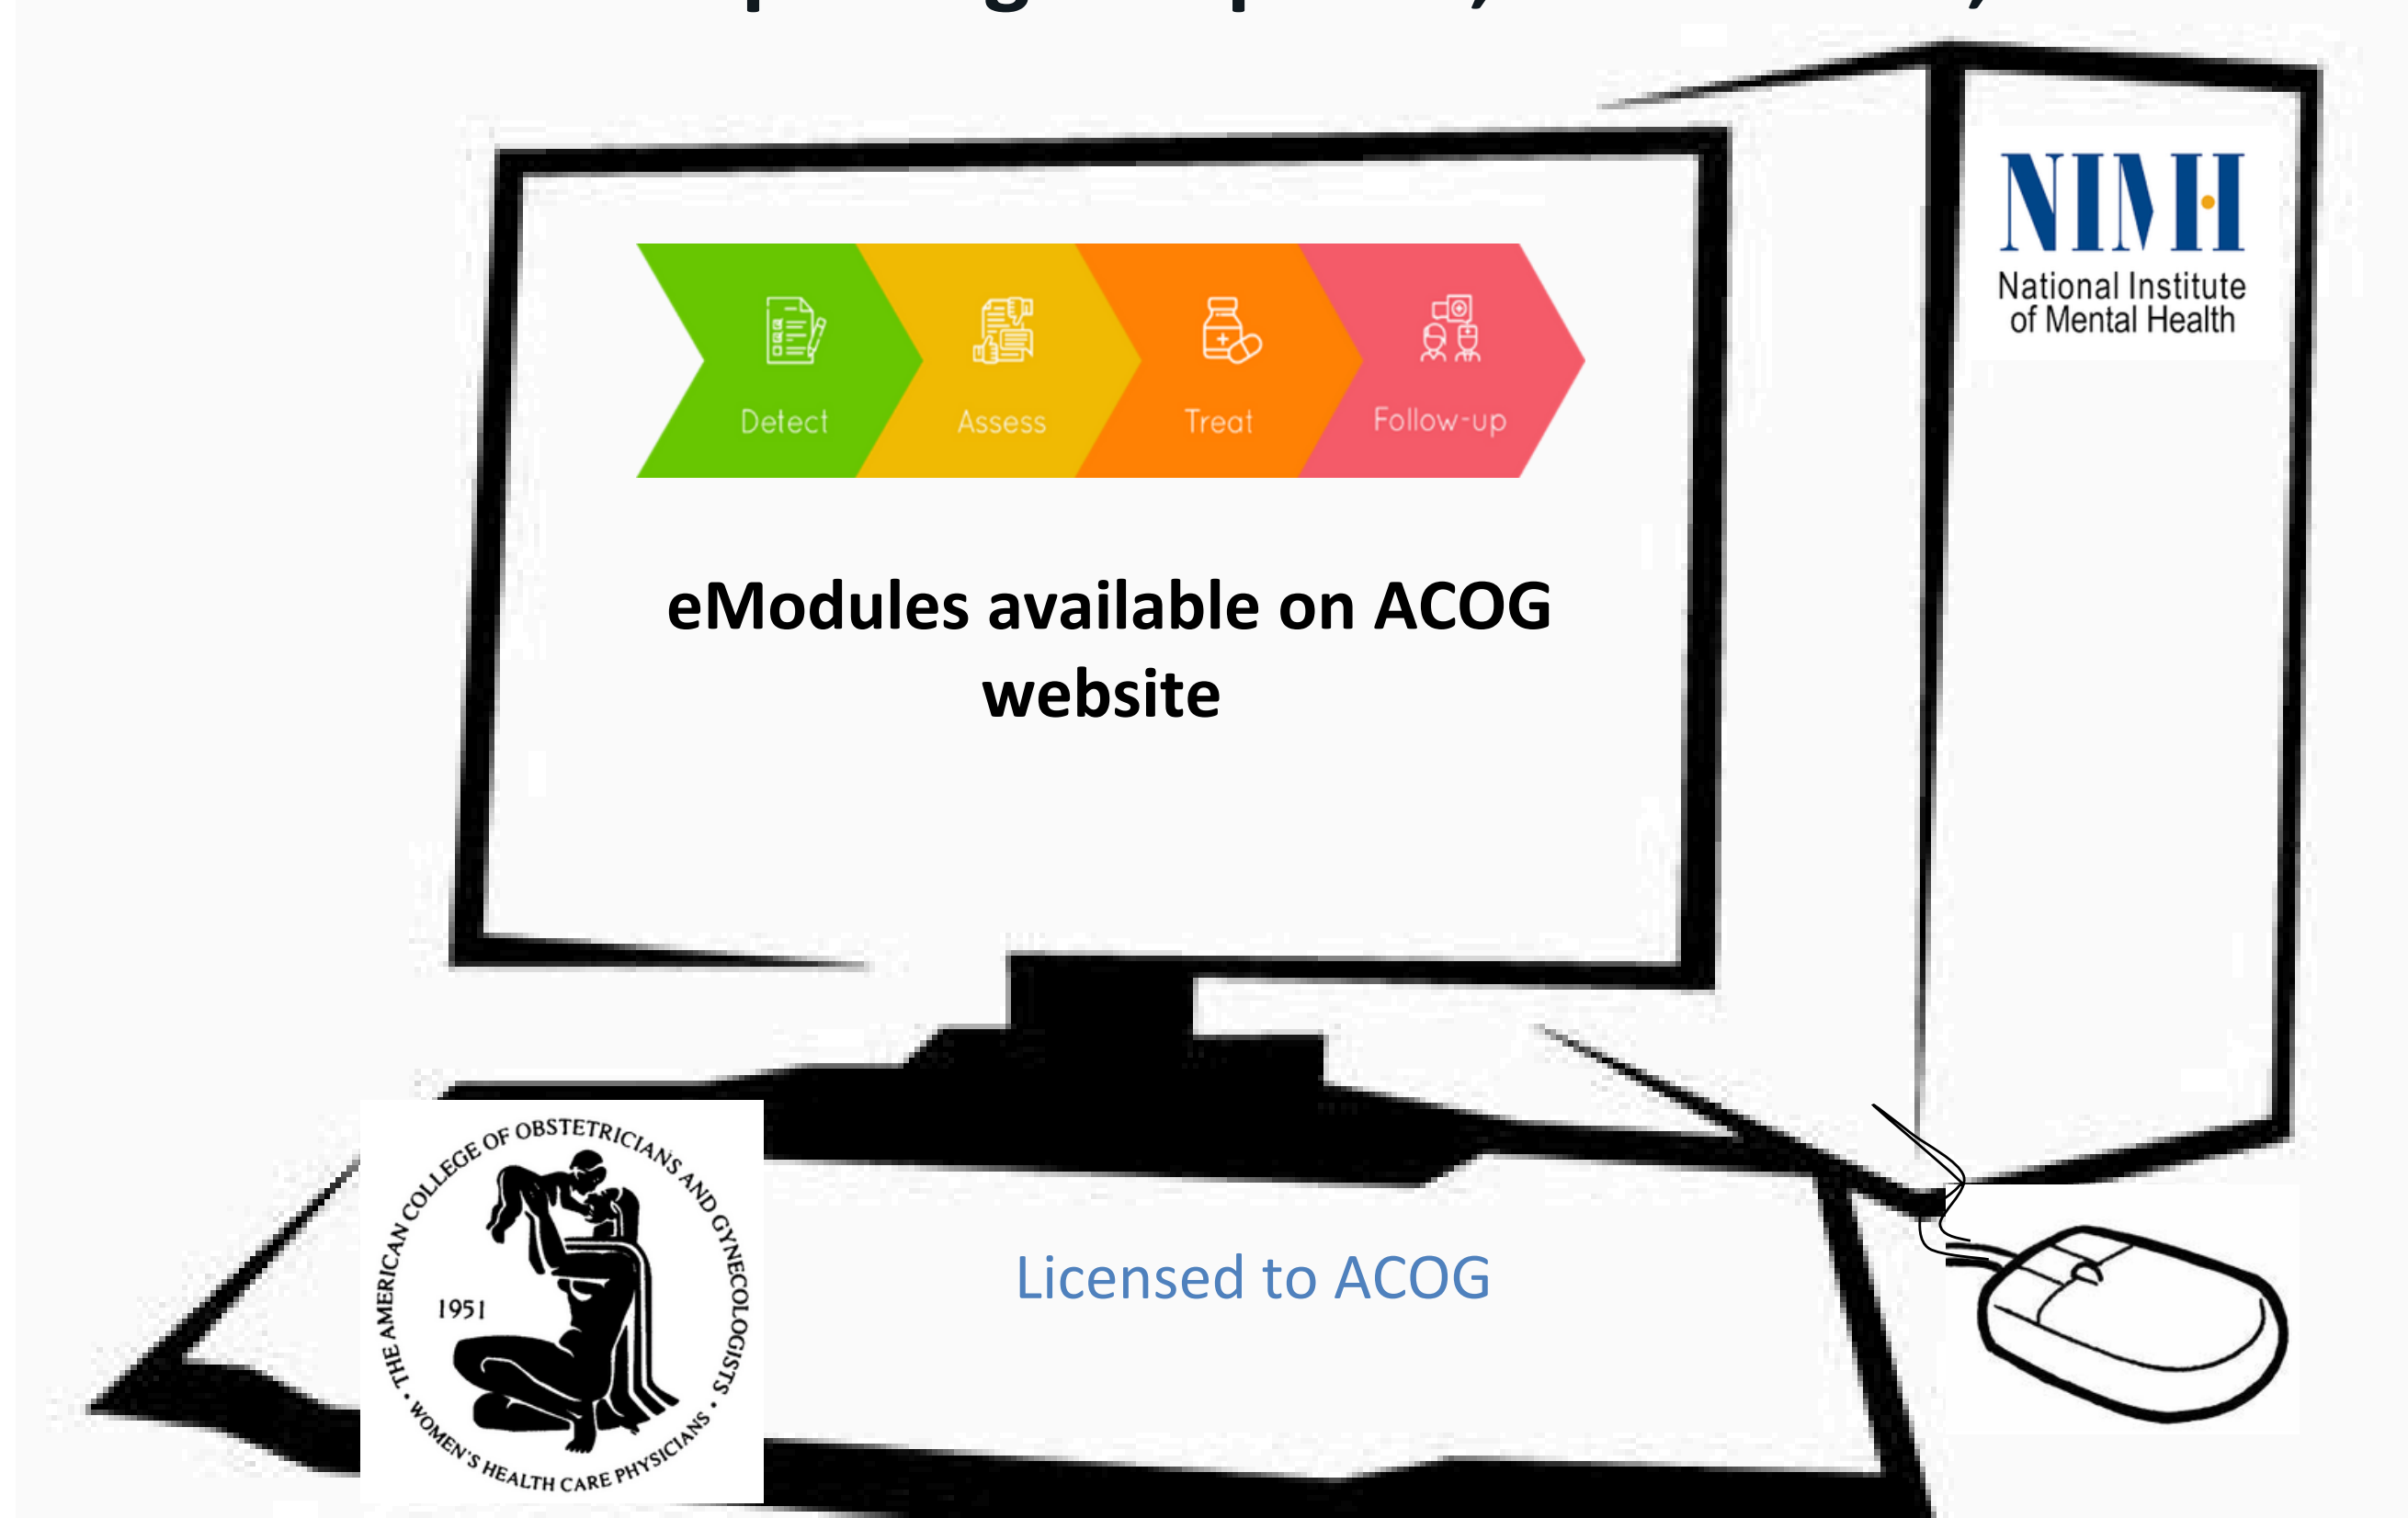 NIMH
National Institute
of Mental Health
Detect
Assess
Treat
Follow-up
eModules available on ACOG
website
THE AMERICAN COLLEGE OF OBSTETRICIANS AND GYNECOLOGISTS
1951
• WOMEN'S HEALTH CARE PHYSICIANS •
Licensed to ACOG